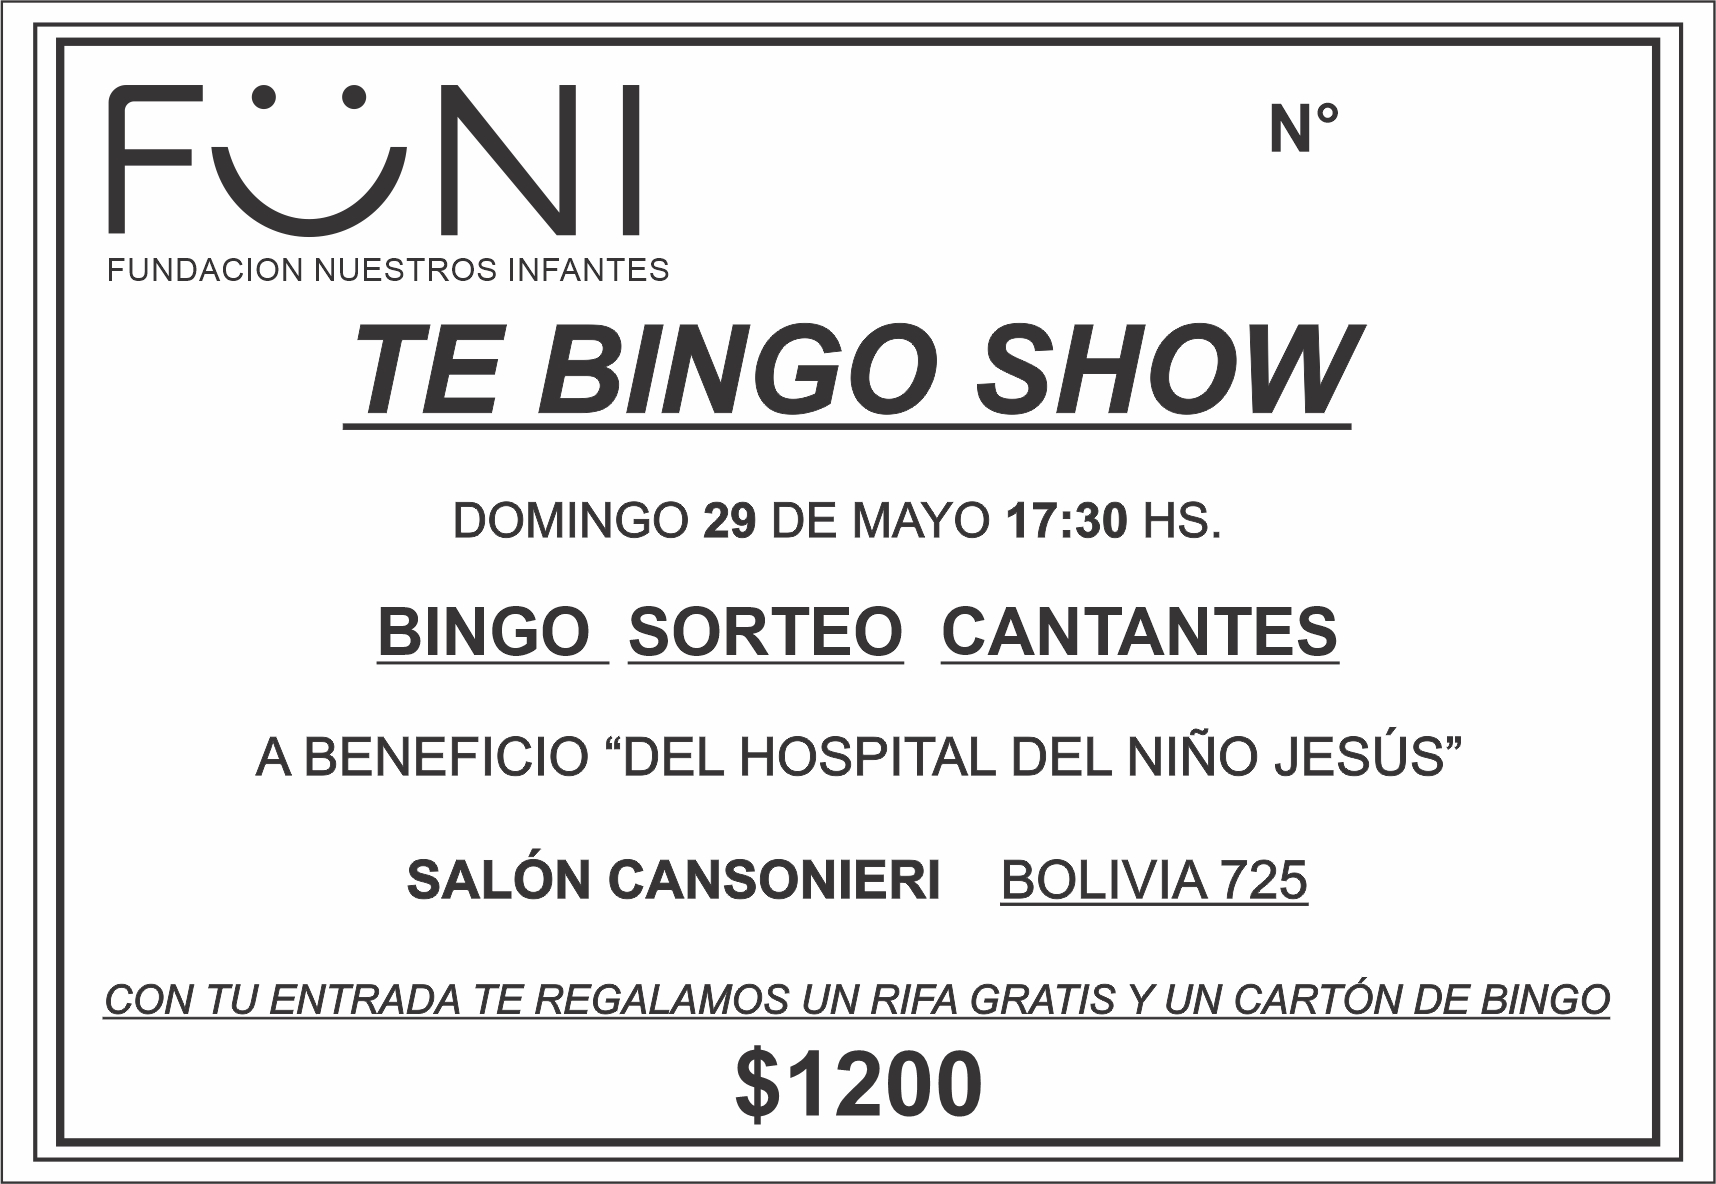 FÜNI
N°
FUNDACION NUESTROS INFANTES
TE BINGO SHOW
DOMINGO 29 DE MAYO 17:30 HS.
BINGO SORTEO CANTANTES
A BENEFICIO “DEL HOSPITAL DEL NIÑO JESÚS”
SALÓN CANSONIERI BOLIVIA 725
CON TU ENTRADA TE REGALAMOS UN RIFA GRATIS Y UN CARTÓN DE BINGO
$1200